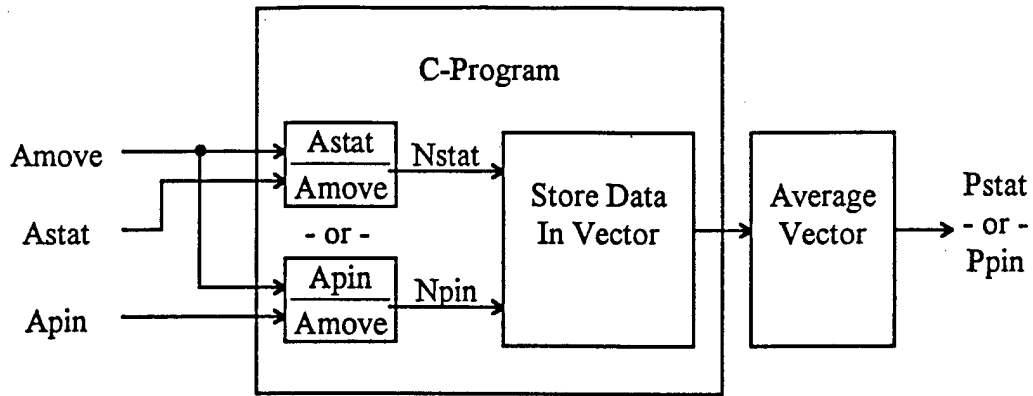 C-Program
Amove
Astat
Apin
Astat
Amove
- or -
Apin
Amove
Nstat
Npin
Store Data
In Vector
Average
Vector
Pstat
- or -
Ppin